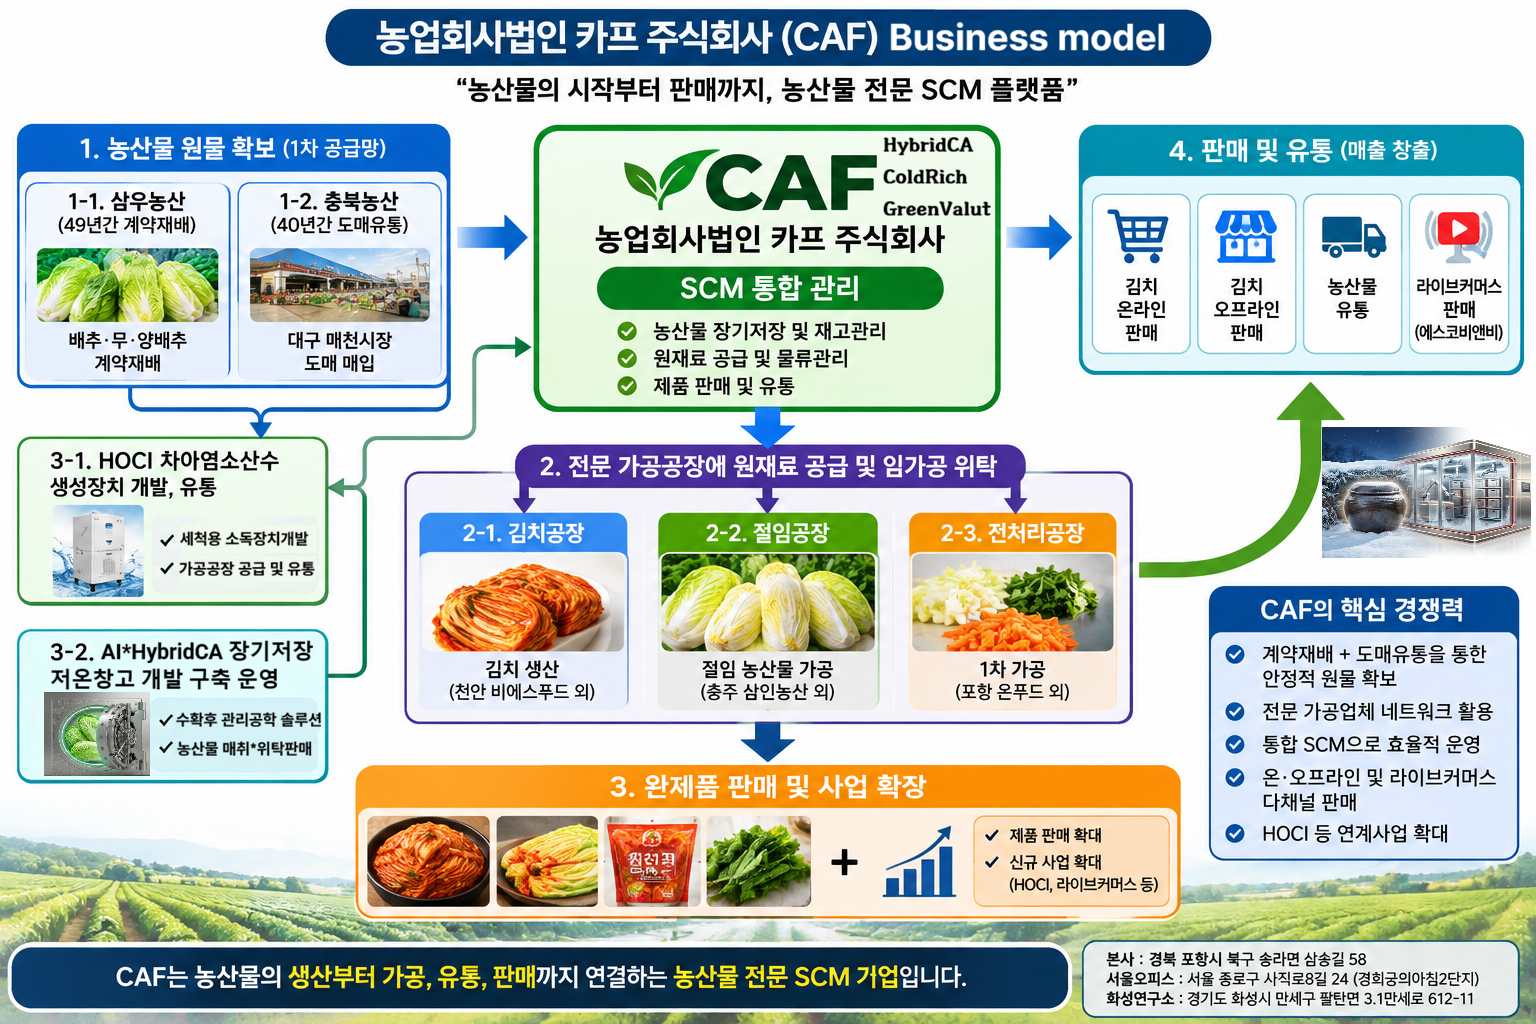 농업회사법인 카프 주식회사 (CAF) Business model
“농산물의 시작부터 판매까지, 농산물 전문 SCM 플랫폼”
1. 농산물 원물 확보 (1차 공급망)
1-1. 삼우농산
(49년간 계약재배)
배추·무·양배추
계약재배
1-2. 충북농산
(40년간 도매유통)
대구 매천시장
도매 매입
CAF
HybridCA
ColdRich
GreenValut
농업회사법인 카프 주식회사
SCM 통합 관리
농산물 장기저장 및 재고관리
원재료 공급 및 물류관리
제품 판매 및 유통
4. 판매 및 유통 (매출 창출)
김치
온라인
판매
김치
오프라인
판매
농산물
유통
라이브커머스
판매
(에스코비앤비)
3-1. HOCl 차아염소산수
생성장치 개발, 유통
세척용 소독장치개발
가공공장 공급 및 유통
3-2. AI*HybridCA 장기저장
저온창고 개발 구축 운영
수확후 관리공학 솔루션
농산물 매취*위탁판매
2. 전문 가공공장에 원재료 공급 및 임가공 위탁
2-1. 김치공장
김치 생산
(천안 비에스푸드 외)
2-2. 절임공장
절임 농산물 가공
(충주 삼인농산 외)
2-3. 전처리공장
1차 가공
(포항 온푸드 외)
CAF의 핵심 경쟁력
계약재배 + 도매유통을 통한
안정적 원물 확보
전문 가공업체 네트워크 활용
통합 SCM으로 효율적 운영
온·오프라인 및 라이브커머스
다채널 판매
HOCl 등 연계사업 확대
3. 완제품 판매 및 사업 확장
+
제품 판매 확대
신규 사업 확대
(HOCl, 라이브커머스 등)
CAF는 농산물의 생산부터 가공, 유통, 판매까지 연결하는 농산물 전문 SCM 기업입니다.
본사 : 경북 포항시 북구 송라면 삼송길 58
서울오피스 : 서울 종로구 사직로8길 24 (경희궁의아침2단지)
화성연구소 : 경기도 화성시 만세구 팔탄면 3.1만세로 612-11